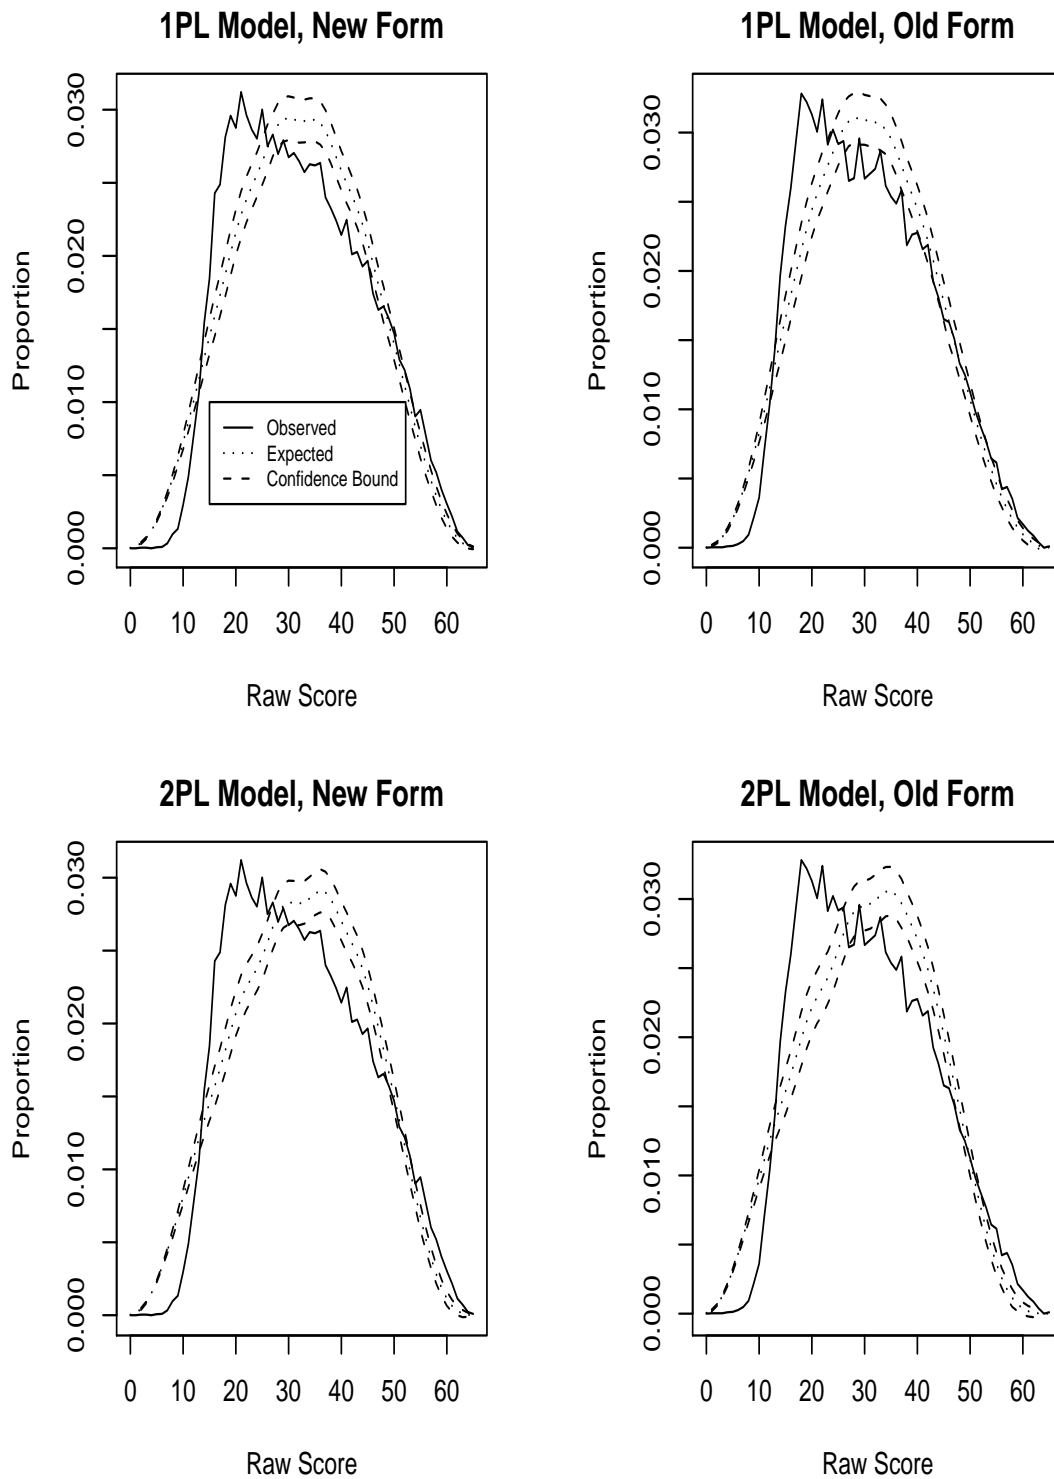 1PL Model, New Form
Proportion
0.000 0.010 0.020 0.030
Observed
Expected
Confidence Bound
0 10 20 30 40 50 60
Raw Score
1PL Model, Old Form
Proportion
0.000 0.010 0.020 0.030
0 10 20 30 40 50 60
Raw Score
2PL Model, New Form
Proportion
0.000 0.010 0.020 0.030
0 10 20 30 40 50 60
Raw Score
2PL Model, Old Form
Proportion
0.000 0.010 0.020 0.030
0 10 20 30 40 50 60
Raw Score